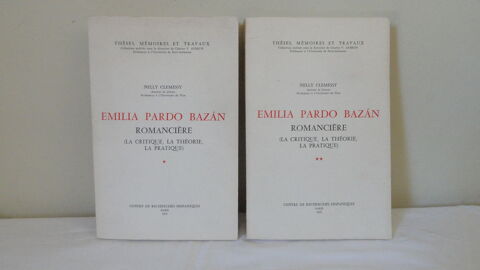 THÈSES, MÉMOIRES ET TRAVAUX
NELLY CLEMESSY
EMILIA PARDO BAZÁN
ROMANCIÈRE
(LA CRITIQUE, LA THÉORIE,
LA PRATIQUE)
*
CENTRE DE RECHERCHES HISPANIQUES
PARIS
THÈSES, MÉMOIRES ET TRAVAUX
NELLY CLEMESSY
EMILIA PARDO BAZÁN
ROMANCIÈRE
(LA CRITIQUE, LA THÉORIE,
LA PRATIQUE)
**
CENTRE DE RECHERCHES HISPANIQUES
PARIS